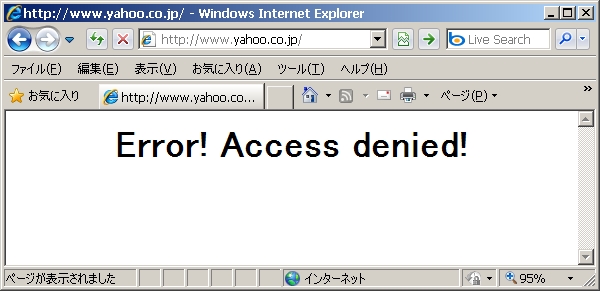 http://www.yahoo.co.jp/ - Windows Internet Explorer
http://www.yahoo.co.jp/ Live Search
ファイル(F) 編集(E) 表示(V) お気に入り(A) ツール(T) ヘルプ(H)
お気に入り http://www.yahoo.co.... ページ(P)
Error! Access denied!
ページが表示されました インターネット 95%